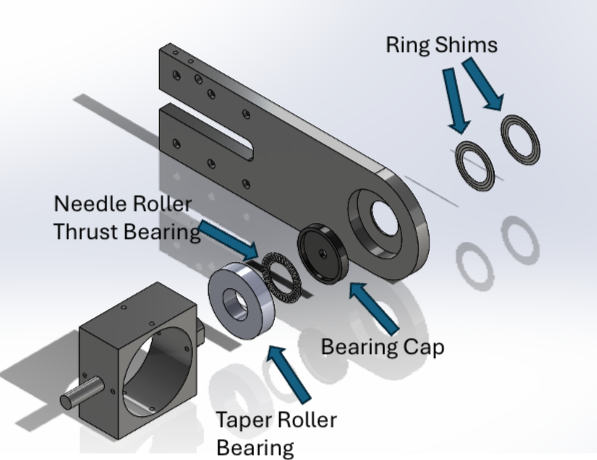 Ring Shims
Needle Roller
Thrust Bearing
Bearing Cap
Taper Roller
Bearing